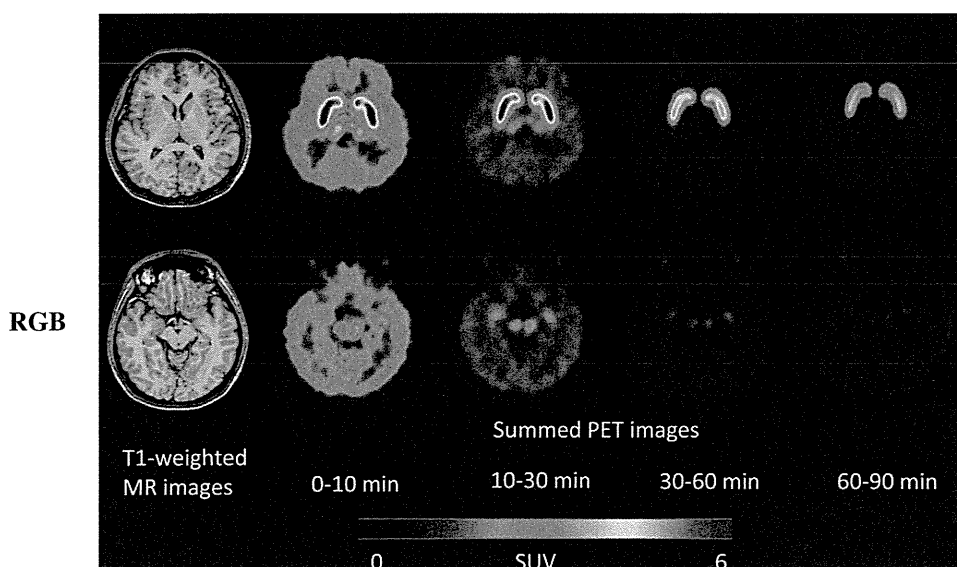 RGB
Summed PET images
T1-weighted
MR images
0-10 min
10-30 min
30-60 min
60-90 min
0
SUV
6